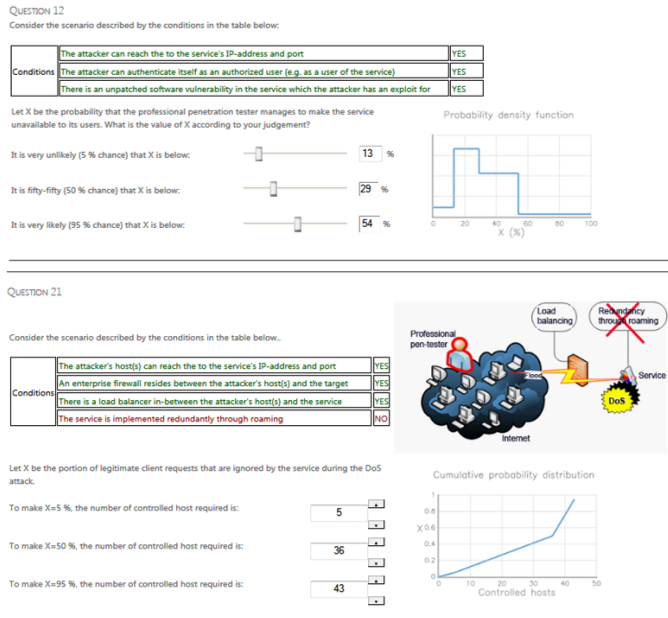 QUESTION 12
Consider the scenario described by the conditions in the table below:
Conditions
The attacker can reach the to the service's IP-address and port YES
The attacker can authenticate itself as an authorized user (e.g. as a user of the service) YES
There is an unpatched software vulnerability in the service which the attacker has an exploit for YES
Let X be the probability that the professional penetration tester manages to make the service
unavailable to its users. What is the value of X according to your judgement?
It is very unlikely (5 % chance) that X is below: 13 %
It is fifty-fifty (50 % chance) that X is below: 29 %
It is very likely (95 % chance) that X is below: 54 %
Probability density function
0 20 40 60 80 100
X (%)
QUESTION 21
Consider the scenario described by the conditions in the table below..
Conditions
The attacker's host(s) can reach the to the service's IP-address and port YES
An enterprise firewall resides between the attacker's host(s) and the target YES
There is a load balancer in-between the attacker's host(s) and the service YES
The service is implemented redundantly through roaming NO
Professional
pen-tester
Load
balancing
Redundancy
through roaming
Flood
Service
DoS
Internet
Let X be the portion of legitimate client requests that are ignored by the service during the DoS
attack.
To make X=5 %, the number of controlled host required is: 5
To make X=50 %, the number of controlled host required is: 36
To make X=95 %, the number of controlled host required is: 43
Cumulative probability distribution
1
0.8
X 0.6
0.4
0.2
0
0 10 20 30 40 50
Controlled hosts